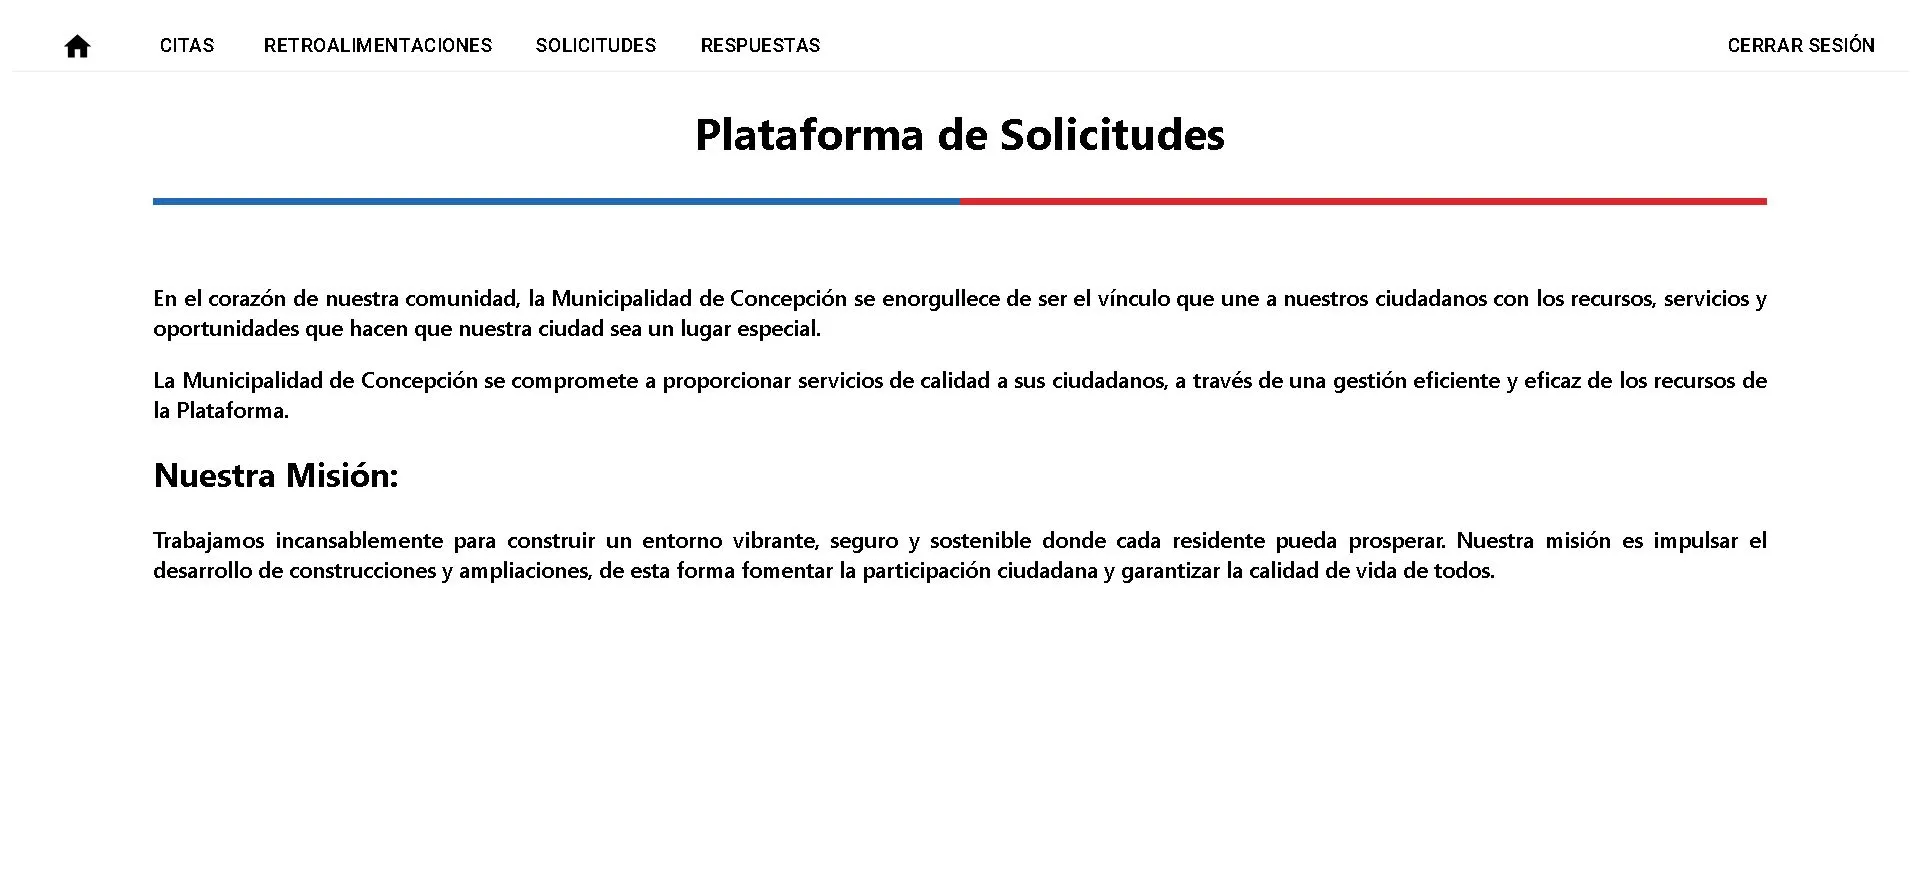 CITAS RETROALIMENTACIONES SOLICITUDES RESPUESTAS CERRAR SESIÓN
Plataforma de Solicitudes
En el corazón de nuestra comunidad, la Municipalidad de Concepción se enorgullece de ser el vínculo que une a nuestros ciudadanos con los recursos, servicios y
oportunidades que hacen que nuestra ciudad sea un lugar especial.
La Municipalidad de Concepción se compromete a proporcionar servicios de calidad a sus ciudadanos, a través de una gestión eficiente y eficaz de los recursos de
la Plataforma.
Nuestra Misión:
Trabajamos incansablemente para construir un entorno vibrante, seguro y sostenible donde cada residente pueda prosperar. Nuestra misión es impulsar el
desarrollo de construcciones y ampliaciones, de esta forma fomentar la participación ciudadana y garantizar la calidad de vida de todos.